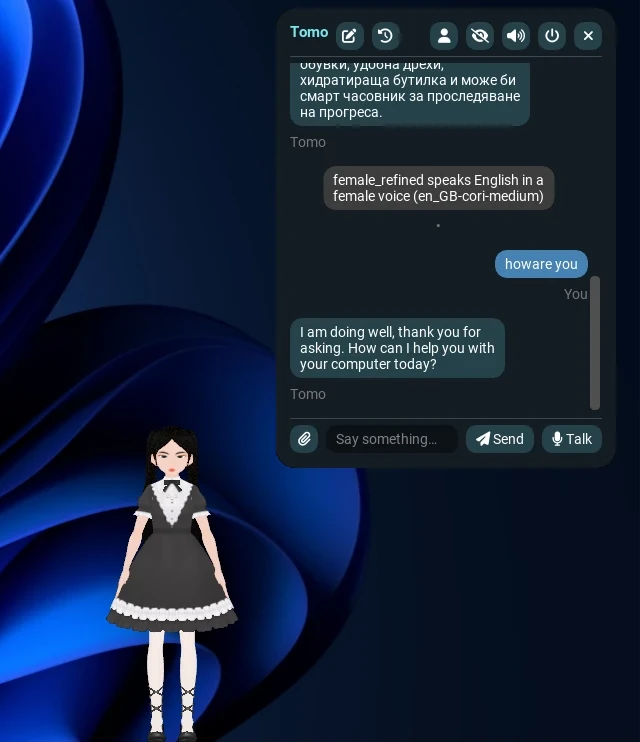 Tomo
обувки, удобна дрехи,
хидратираща бутилка и може би
смарт часовник за проследяване
на прогреса.
Tomo
female_refined speaks English in a
female voice (en_GB-cori-medium)
howare you
You
I am doing well, thank you for
asking. How can I help you with
your computer today?
Tomo
Say something...
Send
Talk